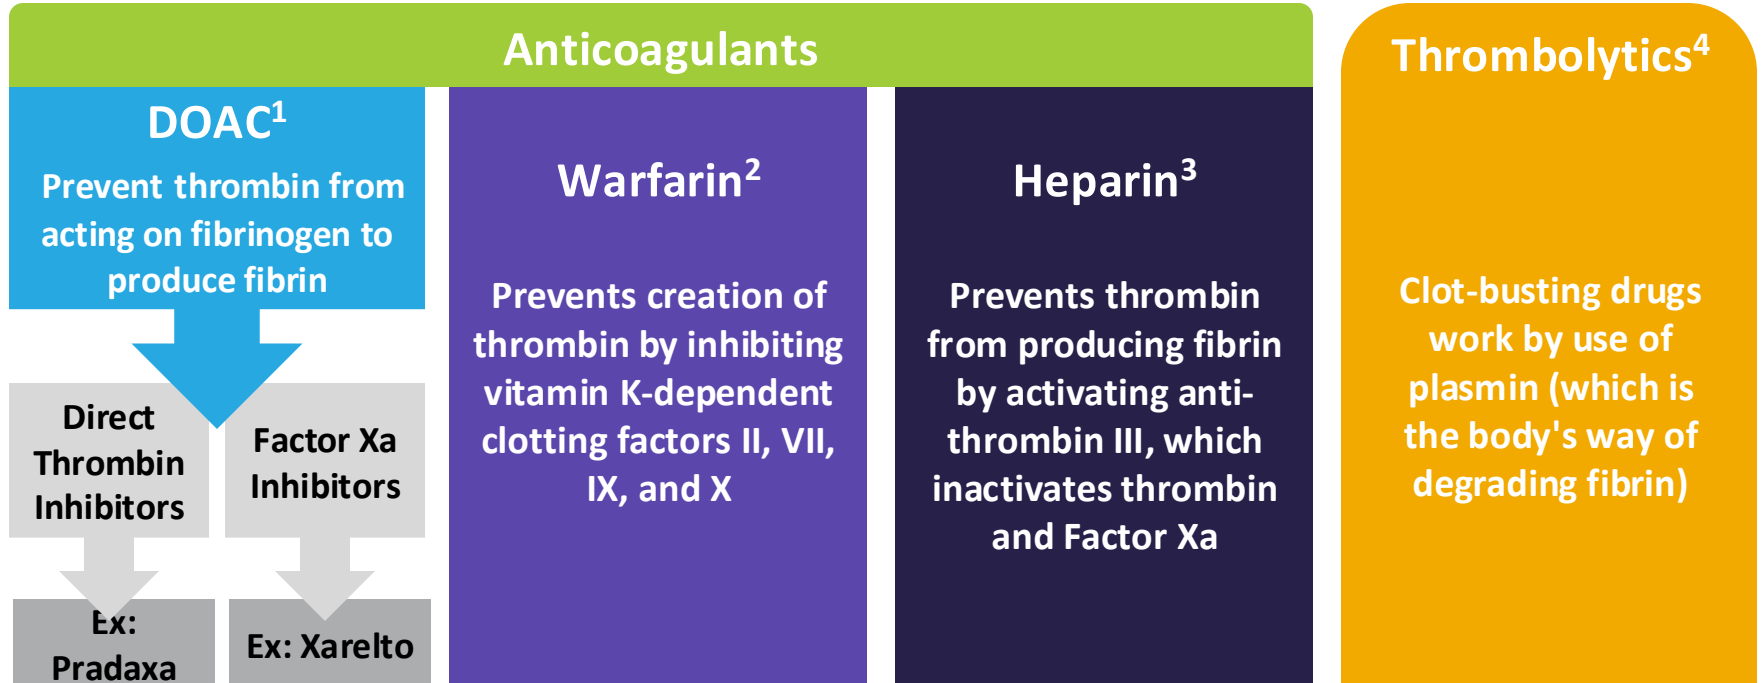 Anticoagulants
DOAC¹
Prevent thrombin from
acting on fibrinogen to
produce fibrin
Direct
Thrombin
Inhibitors
Factor Xa
Inhibitors
Ex:
Pradaxa
Ex: Xarelto
Warfarin²
Prevents creation of
thrombin by inhibiting
vitamin K-dependent
clotting factors II, VII,
IX, and X
Heparin³
Prevents thrombin
from producing fibrin
by activating anti-
thrombin III, which
inactivates thrombin
and Factor Xa
Thrombolytics⁴
Clot-busting drugs
work by use of
plasmin (which is
the body's way of
degrading fibrin)